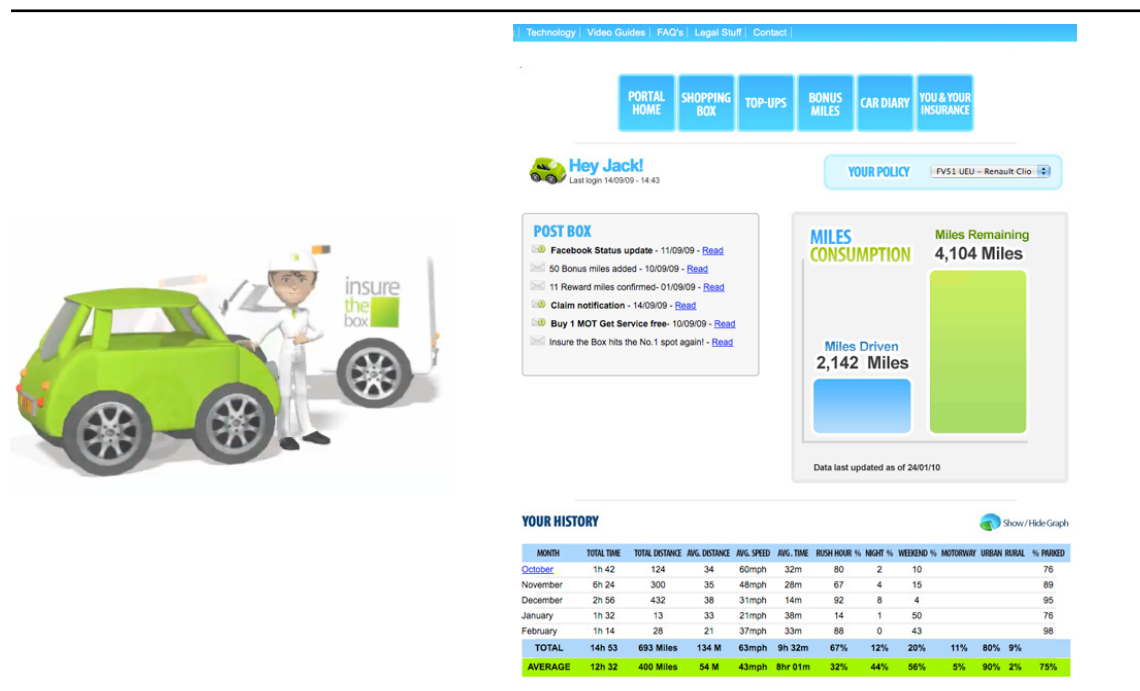 Technology | Video Guides | FAQ's | Legal Stuff | Contact |
PORTAL HOME
SHOPPING BOX
TOP-UPS
BONUS MILES
CAR DIARY
YOU & YOUR INSURANCE
Hey Jack!
Last login 14/09/09 - 14:43
YOUR POLICY
FV51 UEU – Renault Clio
insure
the
box
POST BOX
Facebook Status update - 11/09/09 - Read
50 Bonus miles added - 10/09/09 - Read
11 Reward miles confirmed- 01/09/09 - Read
Claim notification - 14/09/09 - Read
Buy 1 MOT Get Service free- 10/09/09 - Read
Insure the Box hits the No.1 spot again! - Read
MILES
CONSUMPTION
Miles Remaining
4,104 Miles
Miles Driven
2,142 Miles
Data last updated as of 24/01/10
YOUR HISTORY
Show / Hide Graph
MONTH TOTAL TIME TOTAL DISTANCE AVG. DISTANCE AVG. SPEED AVG. TIME RUSH HOUR % NIGHT % WEEKEND % MOTORWAY URBAN RURAL % PARKED
October 1h 42 124 34 60mph 32m 80 2 10 76
November 6h 24 300 35 48mph 28m 67 4 15 89
December 2h 56 432 38 31mph 14m 92 8 4 95
January 1h 32 13 33 21mph 38m 14 1 50 76
February 1h 14 28 21 37mph 33m 88 0 43 98
TOTAL 14h 53 693 Miles 134 M 63mph 9h 32m 67% 12% 20% 11% 80% 9%
AVERAGE 12h 32 400 Miles 54 M 43mph 8hr 01m 32% 44% 56% 5% 90% 2% 75%